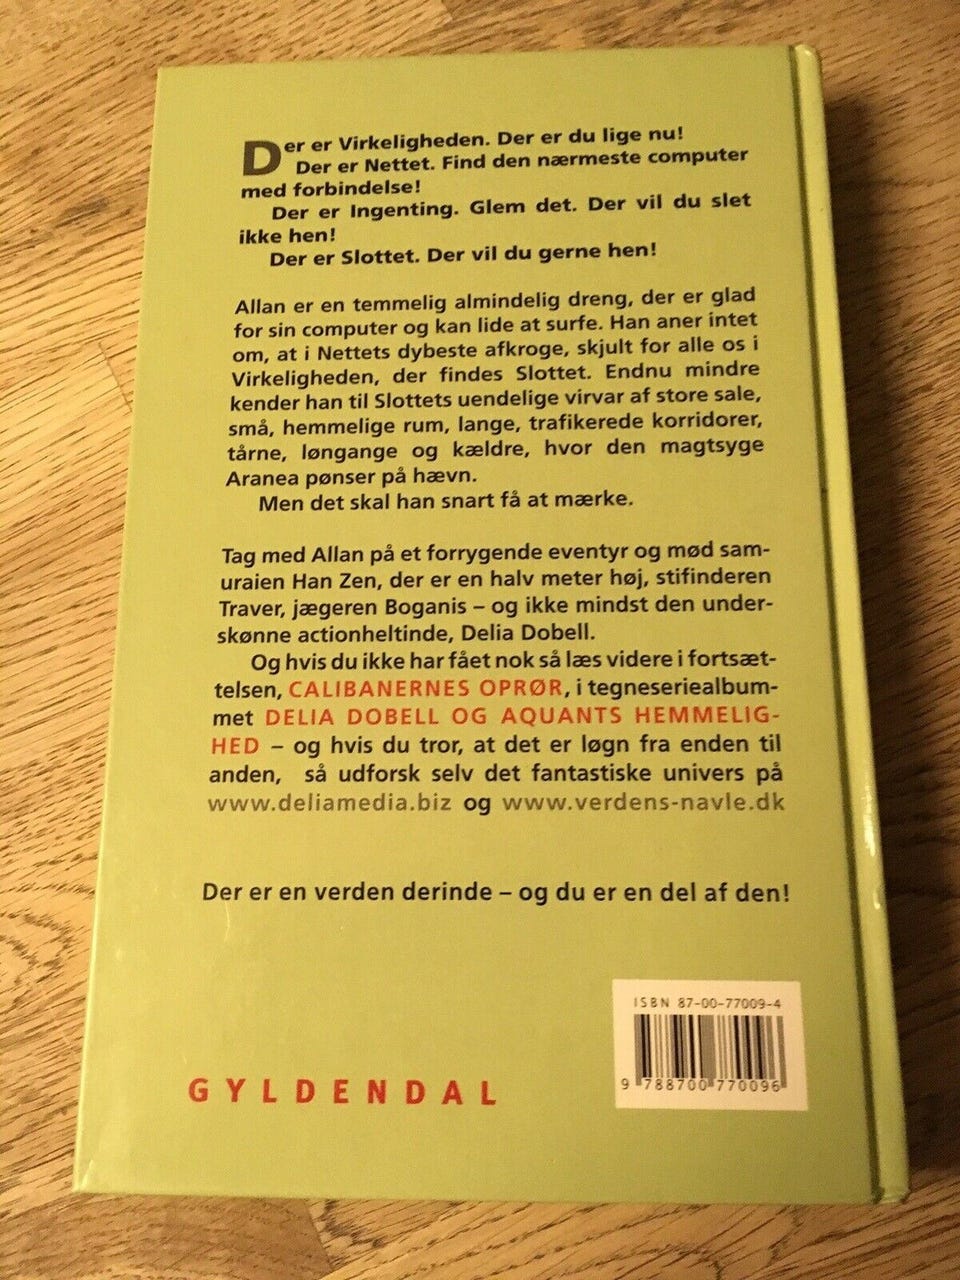 Der er Virkeligheden. Der er du lige nu!
Der er Nettet. Find den nærmeste computer
med forbindelse!
Der er Ingenting. Glem det. Der vil du slet
ikke hen!
Der er Slottet. Der vil du gerne hen!
Allan er en temmelig almindelig dreng, der er glad
for sin computer og kan lide at surfe. Han aner intet
om, at i Nettets dybeste afkroge, skjult for alle os i
Virkeligheden, der findes Slottet. Endnu mindre
kender han til Slottets uendelige virvar af store sale,
små, hemmelige rum, lange, trafikerede korridorer,
tårne, løngange og kældre, hvor den magtsyge
Aranea pønser på hævn.
Men det skal han snart få at mærke.
Tag med Allan på et forrygende eventyr og mød sam-
uraien Han Zen, der er en halv meter høj, stifinderen
Traver, jægeren Boganis – og ikke mindst den under-
skønne actionheltinde, Delia Dobell.
Og hvis du ikke har fået nok så læs videre i fortsæt-
telsen, CALIBANERNES OPRØR, i tegneseriealbum-
met DELIA DOBELL OG AQUANTS HEMMELIG-
HED – og hvis du tror, at det er løgn fra enden til
anden, så udforsk selv det fantastiske univers på
www.deliamedia.biz og www.verdens-navle.dk
Der er en verden derinde – og du er en del af den!
ISBN 87-00-77009-4
9 788700 770096
GYLDENDAL